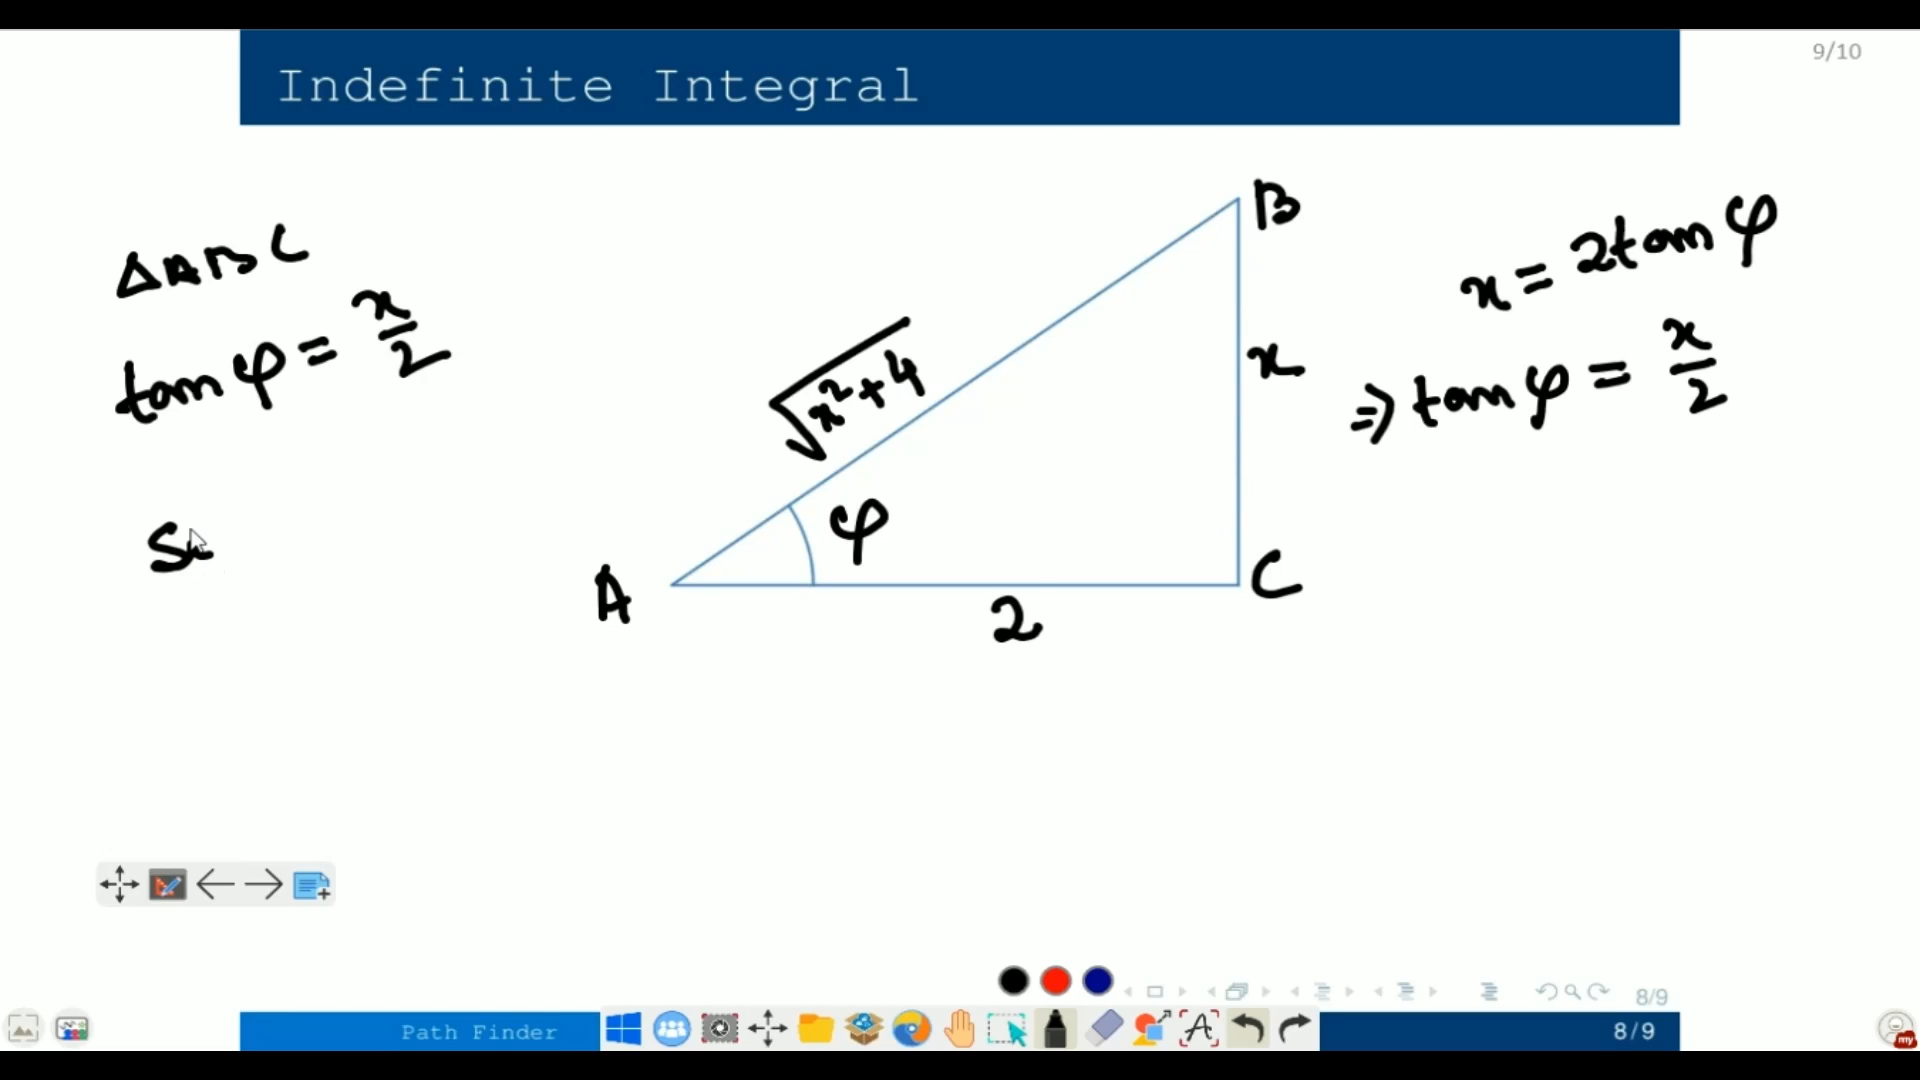 9/10
Indefinite Integral
ΔABC
tan φ = x/2
B
x = 2tan φ
√x²+4
x
⇒ tan φ = x/2
φ
A
C
2
8/9
Path Finder
8/9
my